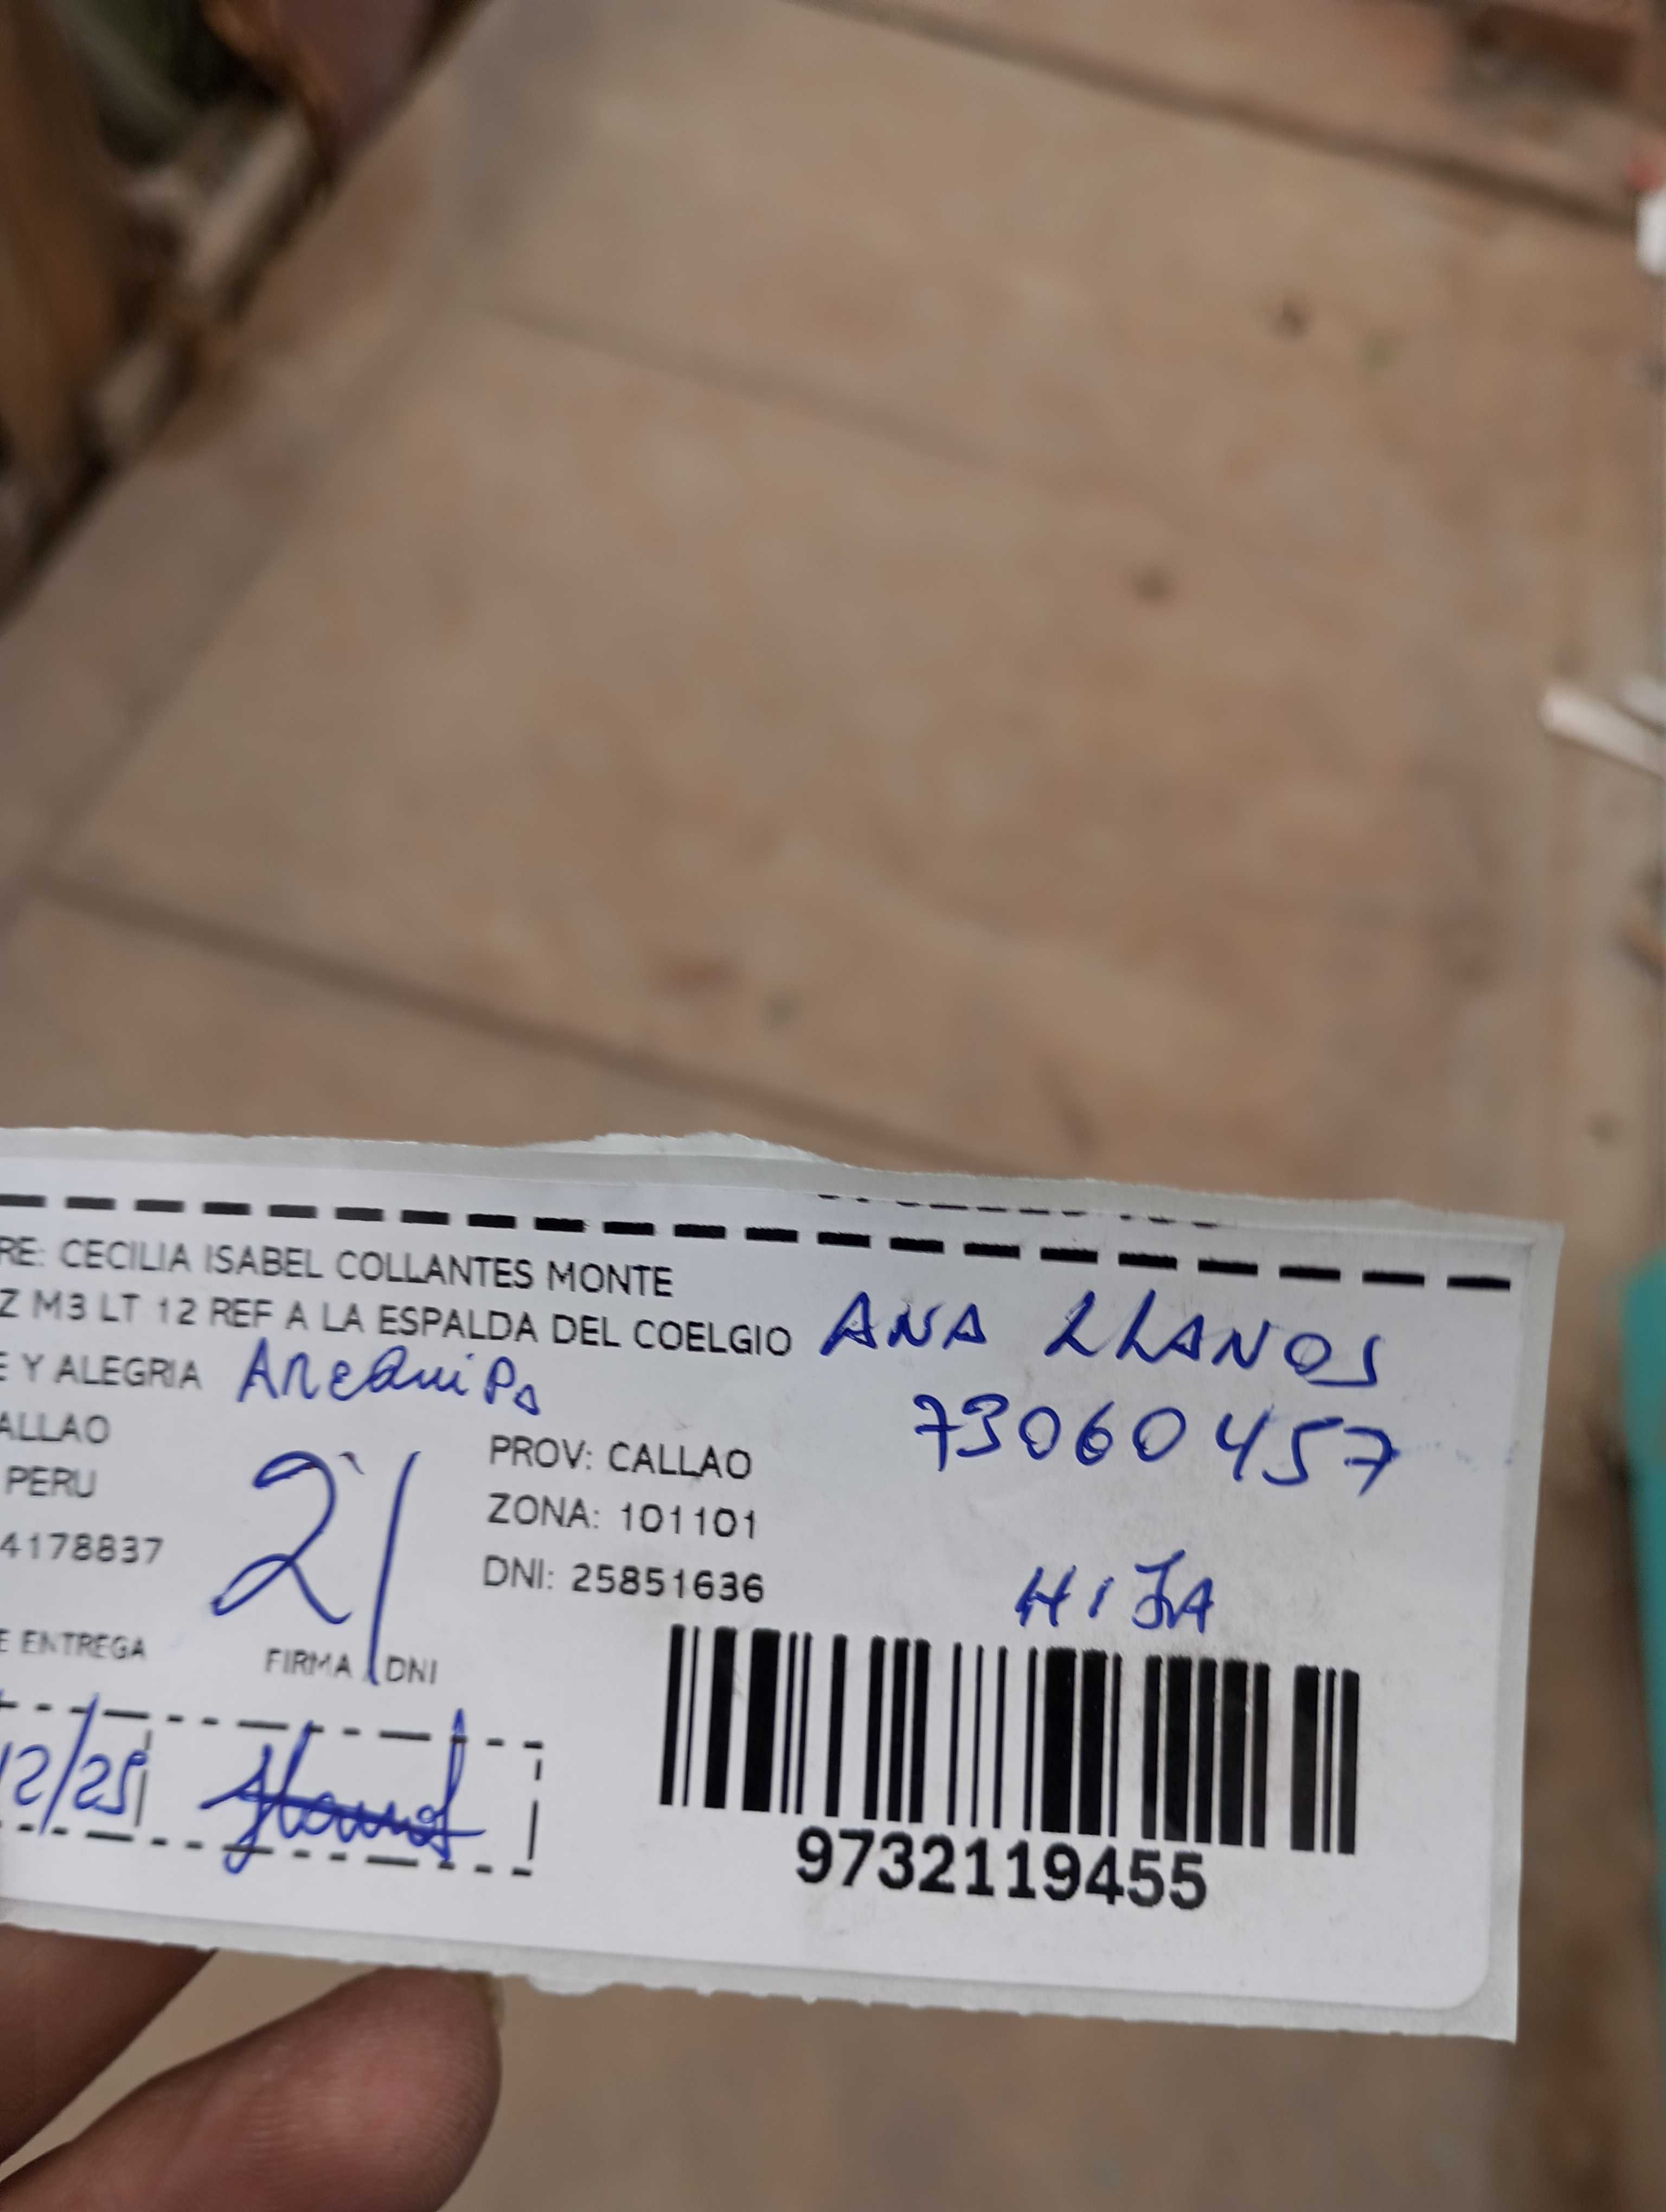 RE: CECILIA ISABEL COLLANTES MONTE
Z M3 LT 12 REF A LA ESPALDA DEL COELGIO
E Y ALEGRIA AREQUIPA
ANA LLANOS
73060457
ALLAO
PROV: CALLAO
PERU
21
ZONA: 101101
4178837
DNI: 25851636
HIJA
E ENTREGA
FIRMA / DNI
12/25
9732119455